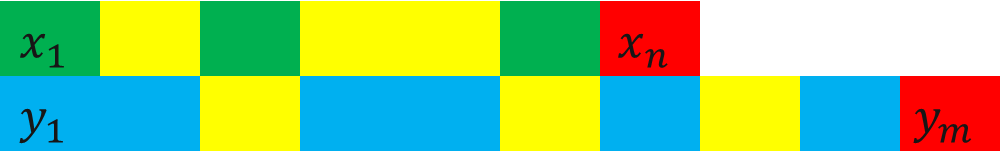 x₁ xₙ
y₁ yₘ